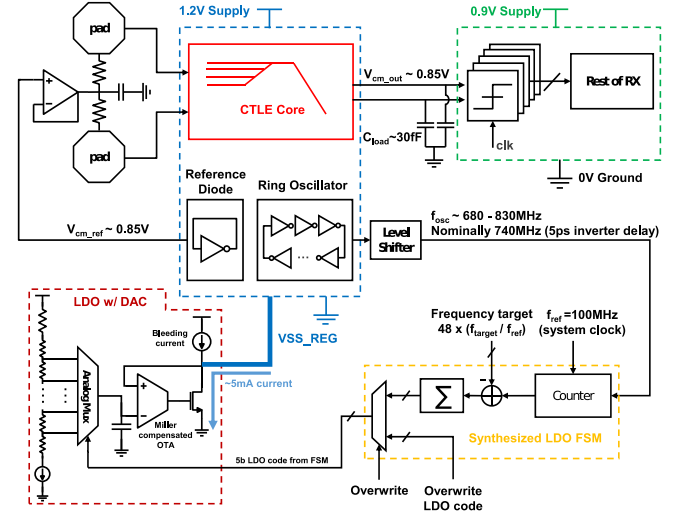 1.2V Supply
0.9V Supply
pad
V_cm_out ~ 0.85V
Rest of RX
CTLE Core
pad
C_load~30fF
clk
0V Ground
Reference
Diode
Ring Oscillator
V_cm_ref ~ 0.85V
Level
Shifter
f_osc ~ 680 - 830MHz
Nominally 740MHz (5ps inverter delay)
LDO w/ DAC
VSS_REG
Bleeding
current
Frequency target
48 x (f_target / f_ref)
f_ref =100MHz
(system clock)
Analog Mux
~5mA current
Σ
-
Counter
Miller
compensated
OTA
Synthesized LDO FSM
5b LDO code from FSM
Overwrite
Overwrite
LDO code